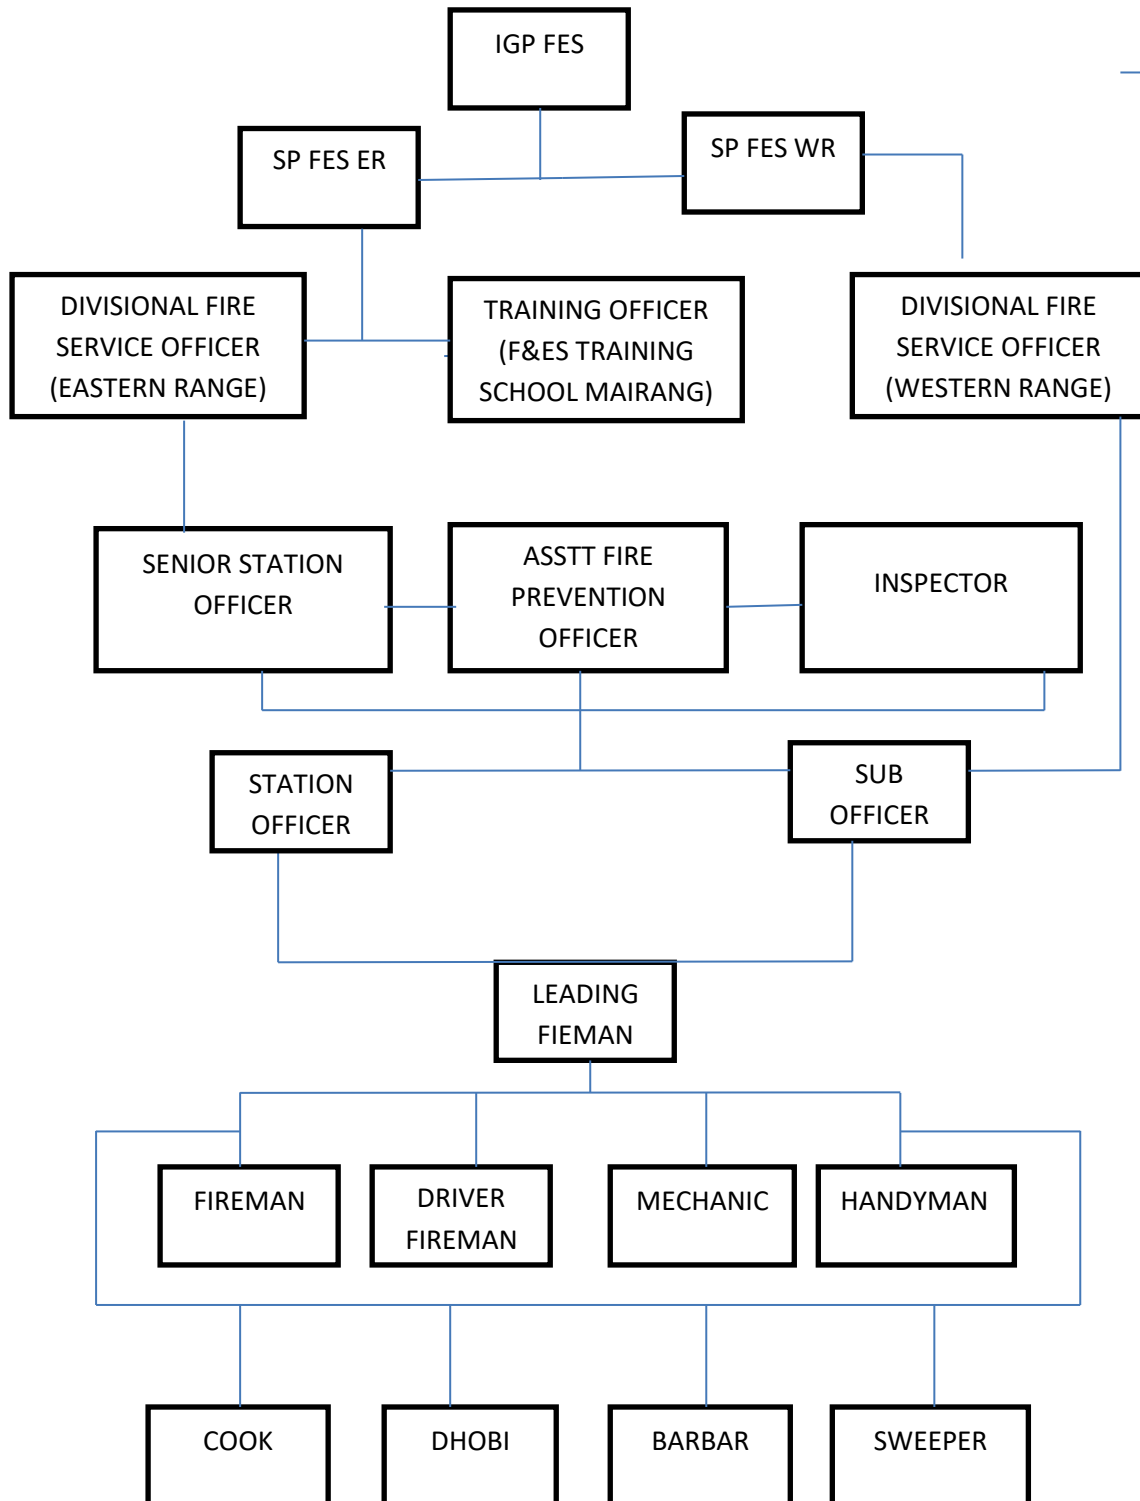 IGP FES
SP FES ER
SP FES WR
DIVISIONAL FIRE
SERVICE OFFICER
(EASTERN RANGE)
TRAINING OFFICER
(F&ES TRAINING
SCHOOL MAIRANG)
DIVISIONAL FIRE
SERVICE OFFICER
(WESTERN RANGE)
SENIOR STATION
OFFICER
ASSTT FIRE
PREVENTION
OFFICER
INSPECTOR
STATION
OFFICER
SUB
OFFICER
LEADING
FIEMAN
FIREMAN
DRIVER
FIREMAN
MECHANIC
HANDYMAN
COOK
DHOBI
BARBAR
SWEEPER